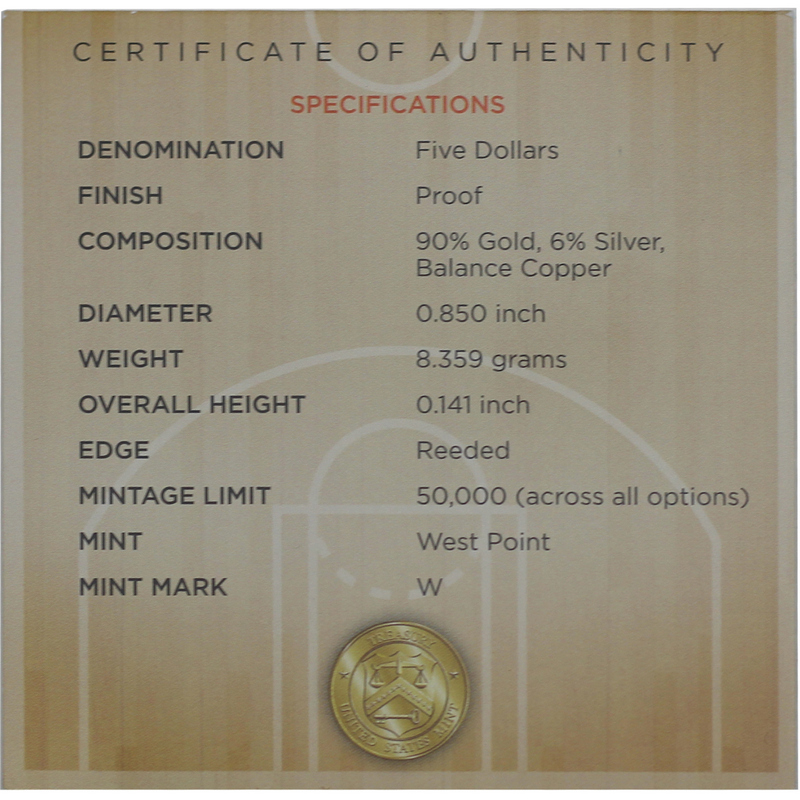 CERTIFICATE OF AUTHENTICITY
SPECIFICATIONS
DENOMINATION Five Dollars
FINISH Proof
COMPOSITION 90% Gold, 6% Silver,
Balance Copper
DIAMETER 0.850 inch
WEIGHT 8.359 grams
OVERALL HEIGHT 0.141 inch
EDGE Reeded
MINTAGE LIMIT 50,000 (across all options)
MINT West Point
MINT MARK W
TREASURY
UNITED STATES MINT